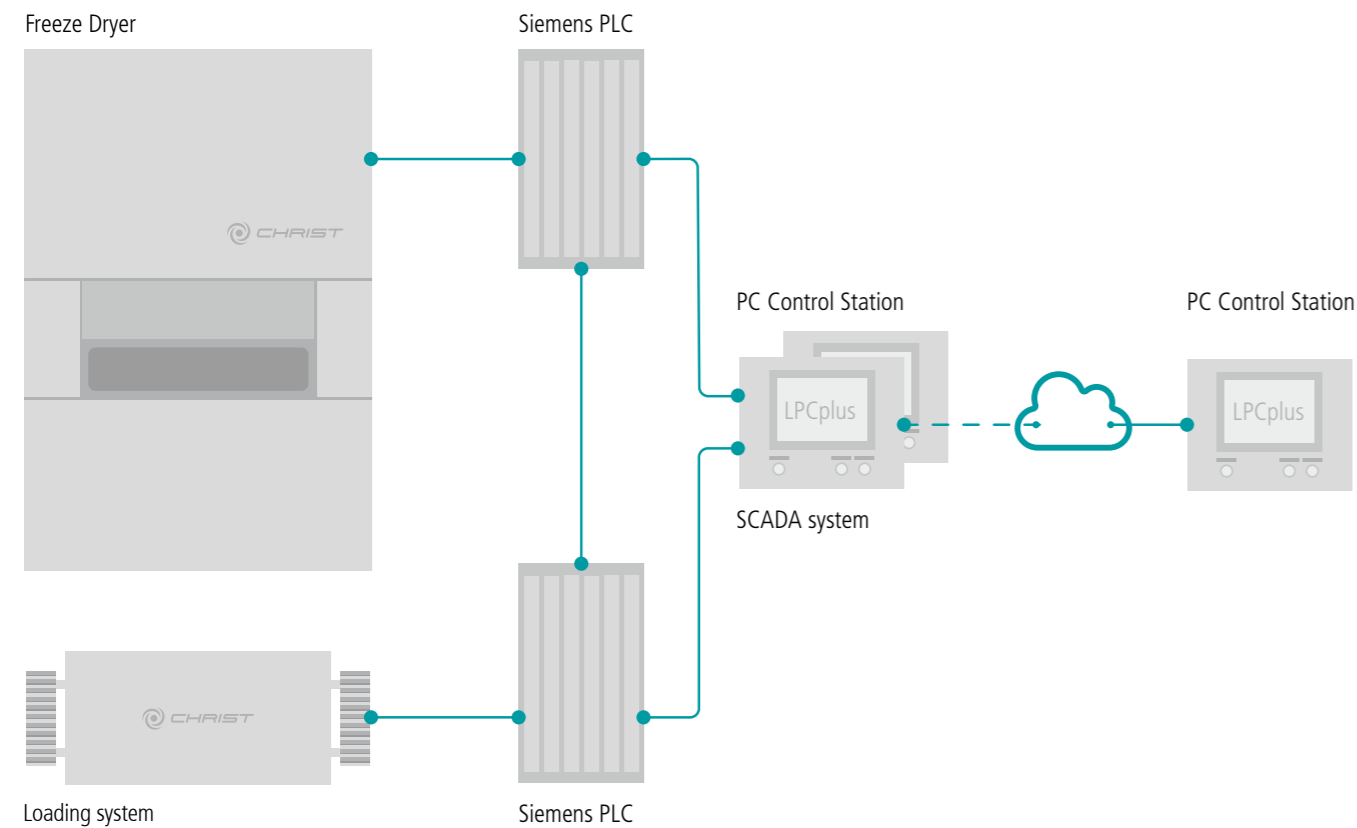 Freeze Dryer
Siemens PLC
CHRIST
PC Control Station
PC Control Station
LPCplus
LPCplus
SCADA system
CHRIST
Loading system
Siemens PLC